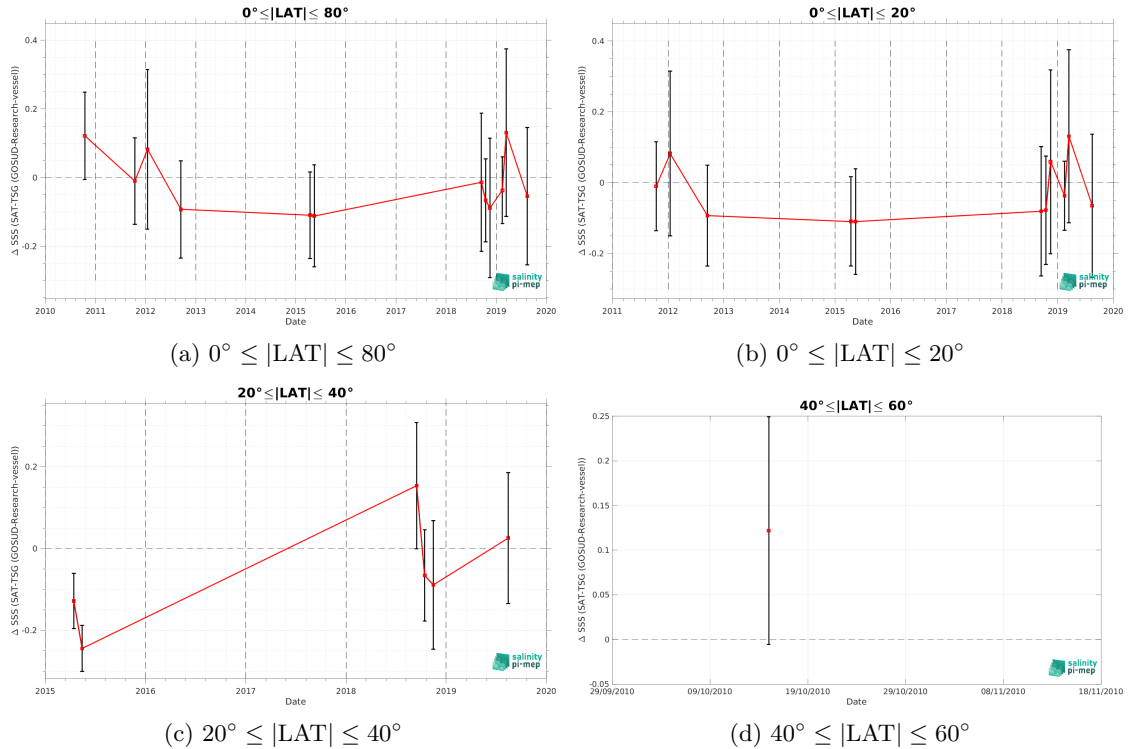 0°≤|LAT|≤ 80°
Δ SSS (SAT-TSG (GOSUD-Research-vessel))
0.4
0.2
0
-0.2
2010 2011 2012 2013 2014 2015 2016 2017 2018 2019 2020
Date
salinity
pi-mep
(a) 0° ≤ |LAT| ≤ 80°
0°≤|LAT|≤ 20°
Δ SSS (SAT-TSG (GOSUD-Research-vessel))
0.4
0.2
0
-0.2
2011 2012 2013 2014 2015 2016 2017 2018 2019 2020
Date
salinity
pi-mep
(b) 0° ≤ |LAT| ≤ 20°
20°≤|LAT|≤ 40°
Δ SSS (SAT-TSG (GOSUD-Research-vessel))
0.2
0
-0.2
2015 2016 2017 2018 2019 2020
Date
salinity
pi-mep
(c) 20° ≤ |LAT| ≤ 40°
40°≤|LAT|≤ 60°
Δ SSS (SAT-TSG (GOSUD-Research-vessel))
0.25
0.2
0.15
0.1
0.05
0
-0.05
29/09/2010 09/10/2010 19/10/2010 29/10/2010 08/11/2010 18/11/2010
Date
salinity
pi-mep
(d) 40° ≤ |LAT| ≤ 60°